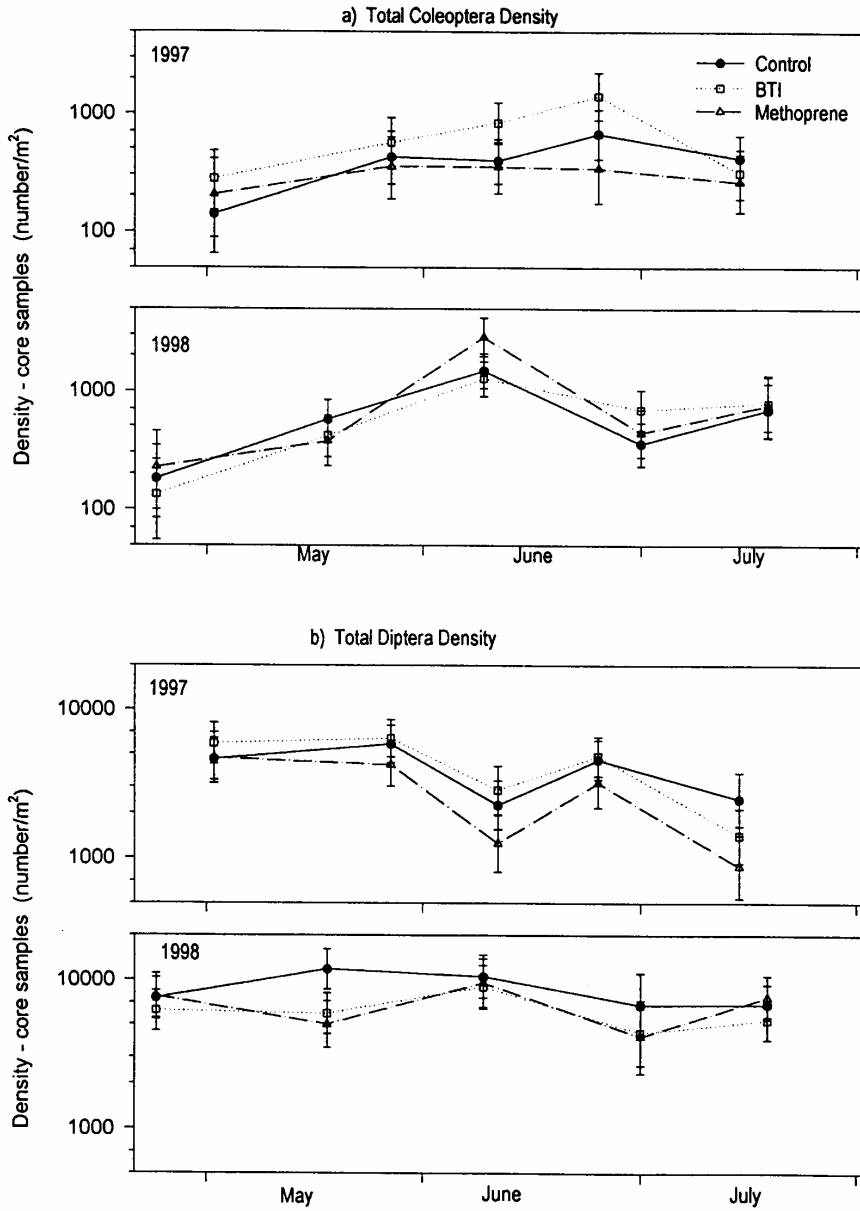 a) Total Coleoptera Density
1997
Control
BTI
Methoprene
1000
100
Density - core samples (number/m²)
1998
1000
100
May June July
b) Total Diptera Density
1997
10000
1000
Density - core samples (number/m²)
1998
10000
1000
May June July